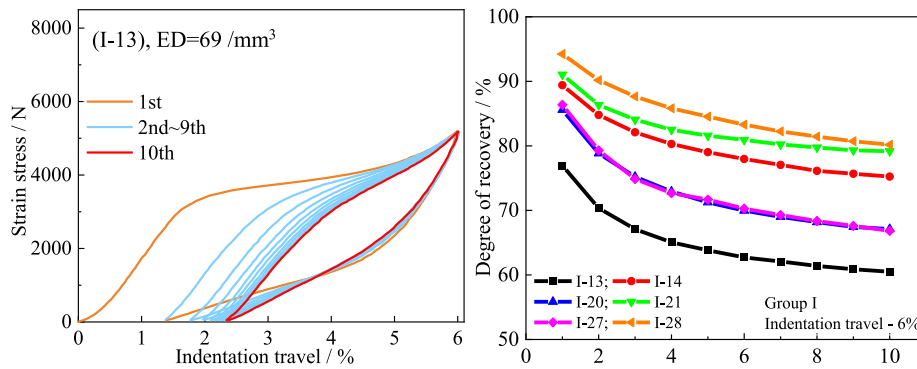 (I-13), ED=69 /mm³
1st
2nd~9th
10th
Strain stress / N
8000
6000
4000
2000
0
0 1 2 3 4 5 6
Indentation travel / %
Degree of recovery / %
100
90
80
70
60
50
I-13; I-14
I-20; I-21
I-27; I-28
Group I
Indentation travel - 6%
0 2 4 6 8 10